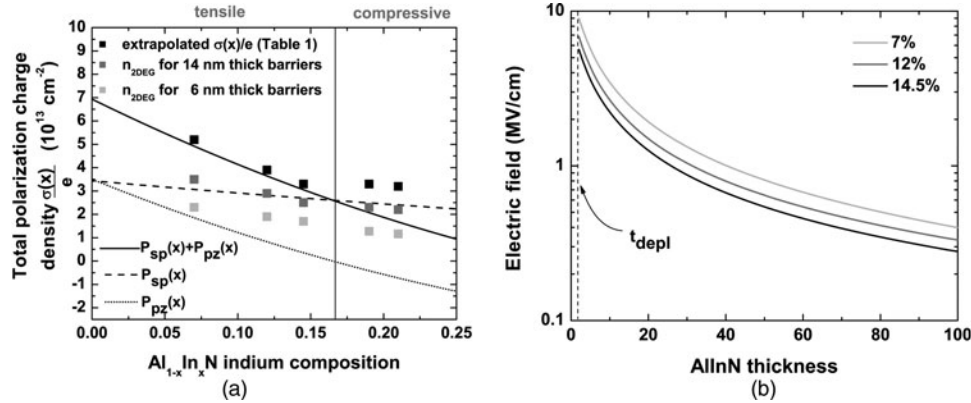 tensile compressive
10
9
8
7
6
5
4
3
2
1
0
-1
-2
Total polarization charge
density σ(x)/e (10¹³ cm⁻²)
extrapolated σ(x)/e (Table 1)
n₂DEG for 14 nm thick barriers
n₂DEG for 6 nm thick barriers
Pₛₚ(x)+Pₚz(x)
Pₛₚ(x)
Pₚz(x)
0.00 0.05 0.10 0.15 0.20 0.25
Al₁₋ₓInₓN indium composition
(a)
Electric field (MV/cm)
10
1
0.1
7%
12%
14.5%
t_depl
0 20 40 60 80 100
AlInN thickness
(b)